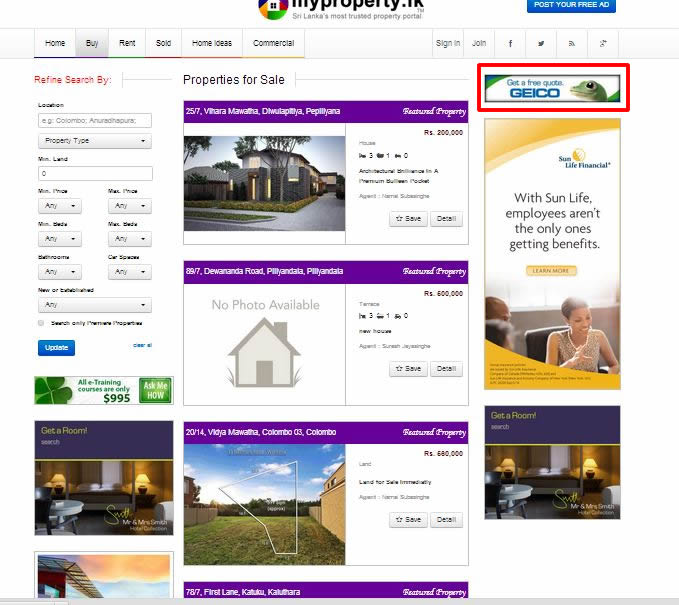 myproperty.lk
Sri Lanka's most trusted property portal
POST YOUR FREE AD
Home
Buy
Rent
Sold
Home Ideas
Commercial
Sign In
Join
Refine Search By:
Location
e.g: Colombo; Anuradhapura;
Property Type
Min. Land
0
Min. Price
Max. Price
Any
Any
Min. Beds
Max. Beds
Any
Any
Bathrooms
Car Spaces
Any
Any
New or Established
Any
Search only Premiere Properties
Update
clear all
All e-Training
courses are only
$995
Ask Me
HOW
Get a Room!
search
Smith
Mr & Mrs Smith
Hotel Collection
Properties for Sale
25/7, Vihara Mawatha, Diwulapitiya, Pepiliyana
Featured Property
Rs. 200,000
House
3 1 0
Architectural Brilliance In A
Premium Bulleen Pocket
Agent : Namal Subasinghe
Save
Detail
89/7, Dewananda Road, Piliyandala, Piliyandala
Featured Property
No Photo Available
Rs. 500,000
Terrace
3 1 0
new house
Agent : Suresh Jayasinghe
Save
Detail
20/14, Vidya Mawatha, Colombo 03, Colombo
Featured Property
Rs. 560,000
Land
Land for Sale Immediatly
Agent : Namal Subasinghe
(approx)
Save
Detail
78/7, First Lane, Katuku, Kaluthara
Featured Property
Get a free quote.
GEICO
Sun
Life Financial
With Sun Life,
employees aren't
the only ones
getting benefits.
LEARN MORE
Get a Room!
search
Smith
Mr & Mrs Smith
Hotel Collection